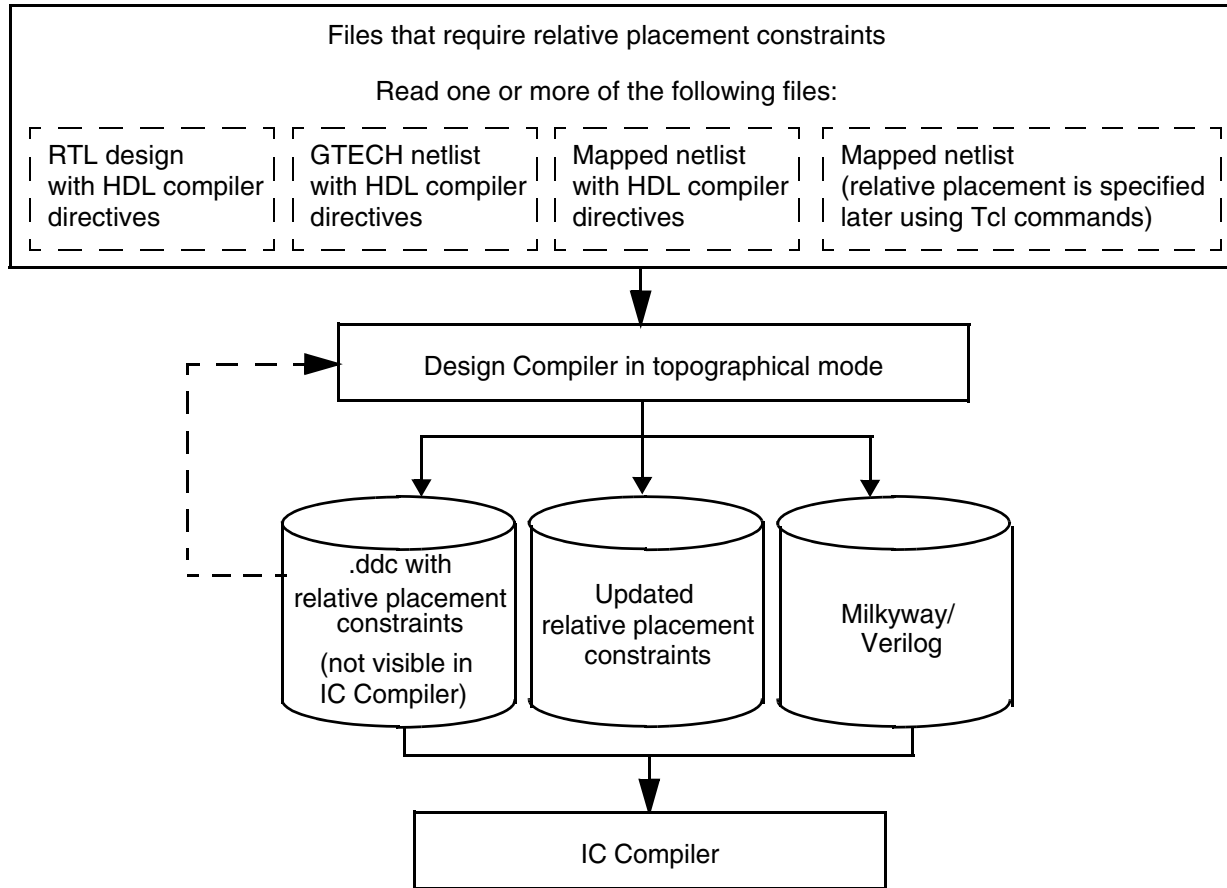 Files that require relative placement constraints
Read one or more of the following files:
RTL design
with HDL compiler
directives
GTECH netlist
with HDL compiler
directives
Mapped netlist
with HDL compiler
directives
Mapped netlist
(relative placement is specified
later using Tcl commands)
Design Compiler in topographical mode
.ddc with
relative placement
constraints
(not visible in
IC Compiler)
Updated
relative placement
constraints
Milkyway/
Verilog
IC Compiler